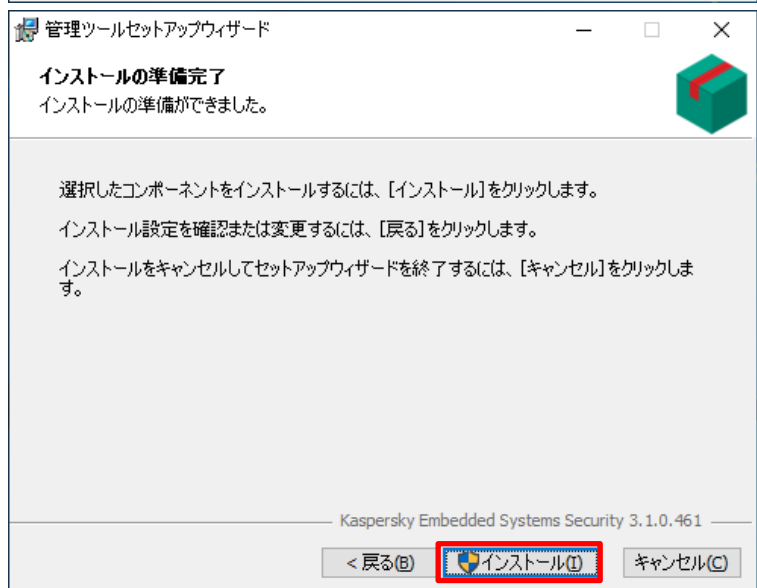 管理ツールセットアップウィザード
インストールの準備完了
インストールの準備ができました。
選択したコンポーネントをインストールするには、[インストール]をクリックします。
インストール設定を確認または変更するには、[戻る]をクリックします。
インストールをキャンセルしてセットアップウィザードを終了するには、[キャンセル]をクリックしま
す。
Kaspersky Embedded Systems Security 3.1.0.461
< 戻る(B) インストール(I) キャンセル(C)